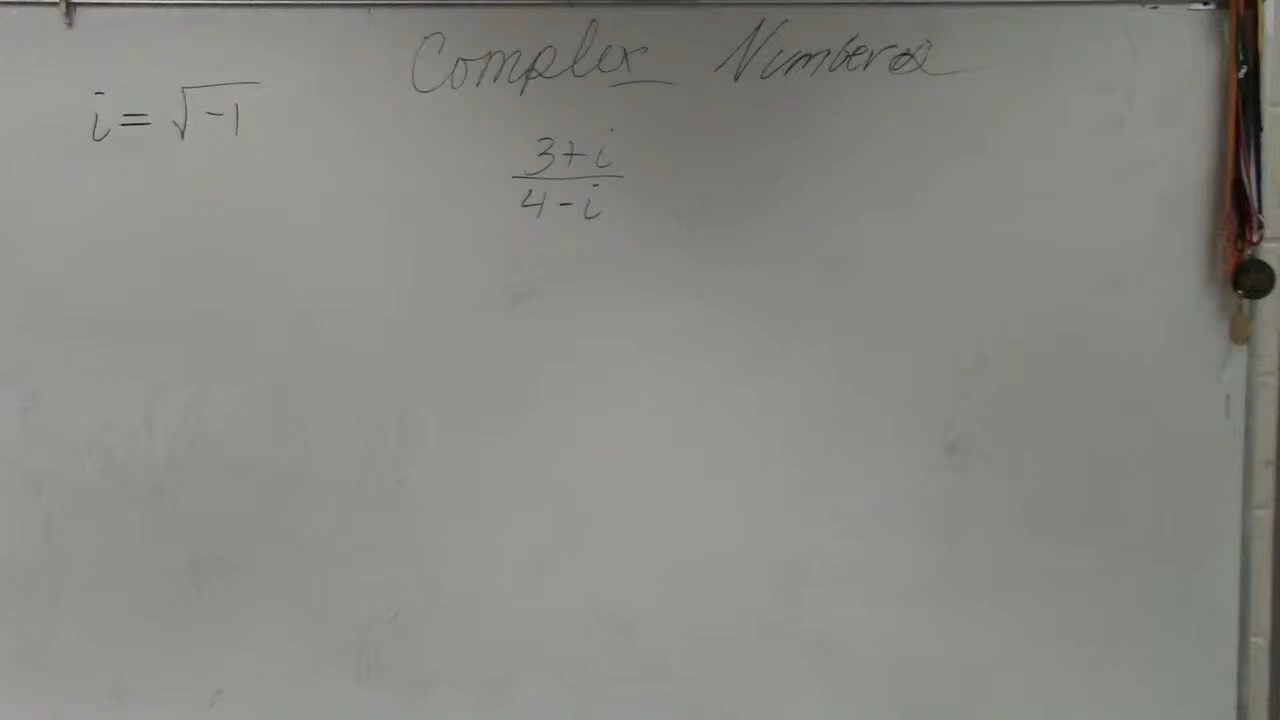 Complex Numbers
i = √-1
3+i
4-i